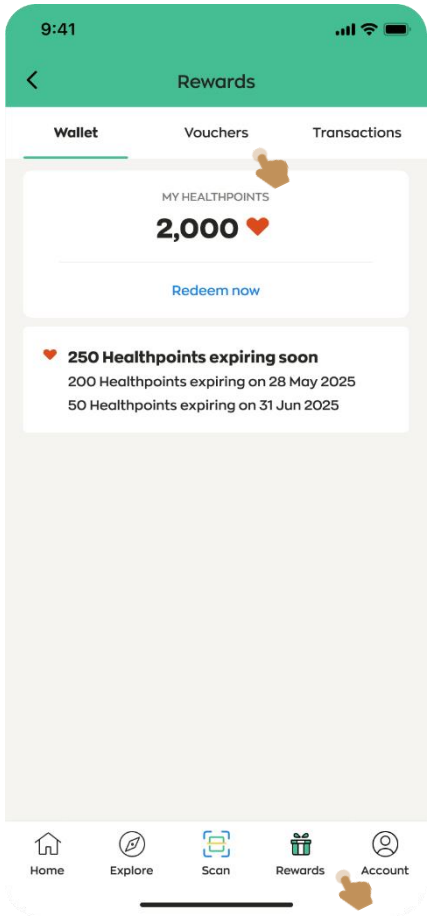 9:41
Rewards
Wallet Vouchers Transactions
MY HEALTHPOINTS
2,000
Redeem now
250 Healthpoints expiring soon
200 Healthpoints expiring on 28 May 2025
50 Healthpoints expiring on 31 Jun 2025
Home Explore Scan Rewards Account